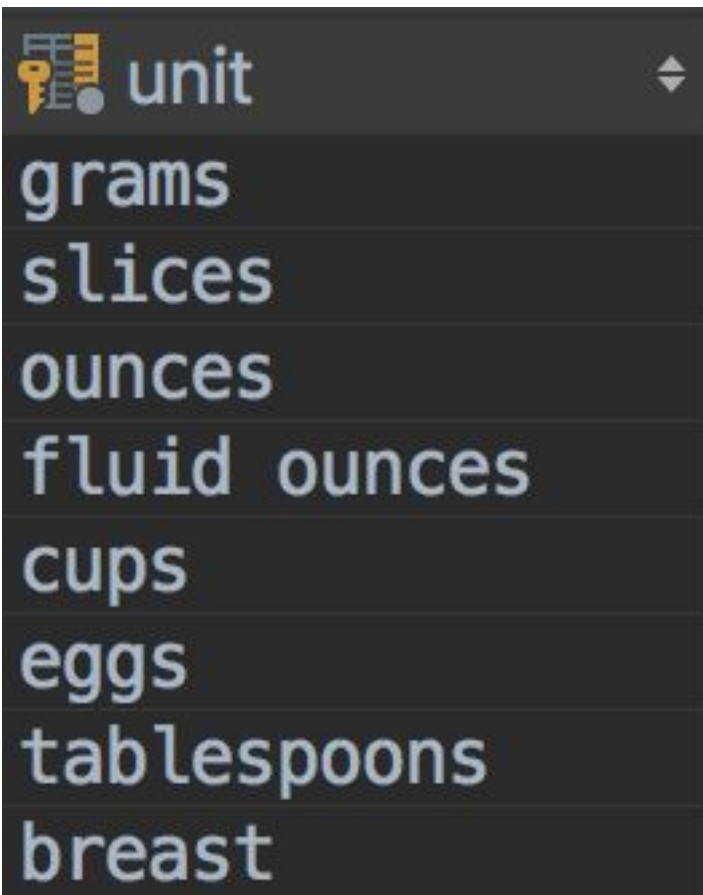 unit
grams
slices
ounces
fluid ounces
cups
eggs
tablespoons
breast